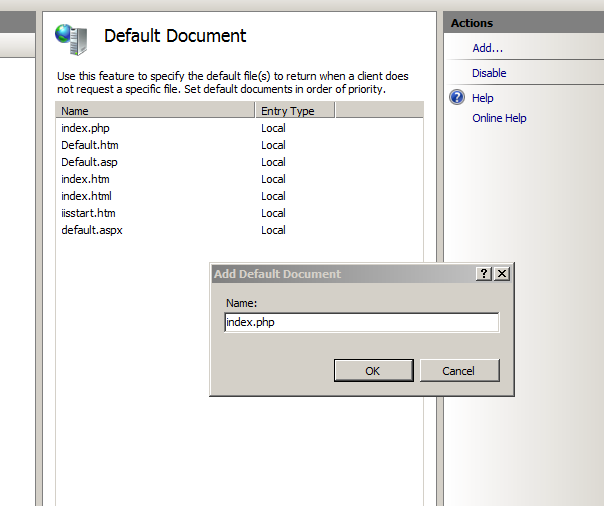 Default Document
Use this feature to specify the default file(s) to return when a client does
not request a specific file. Set default documents in order of priority.
Name Entry Type
index.php Local
Default.htm Local
Default.asp Local
index.htm Local
index.html Local
iisstart.htm Local
default.aspx Local
Add Default Document
Name:
index.php
OK Cancel
Actions
Add...
Disable
Help
Online Help